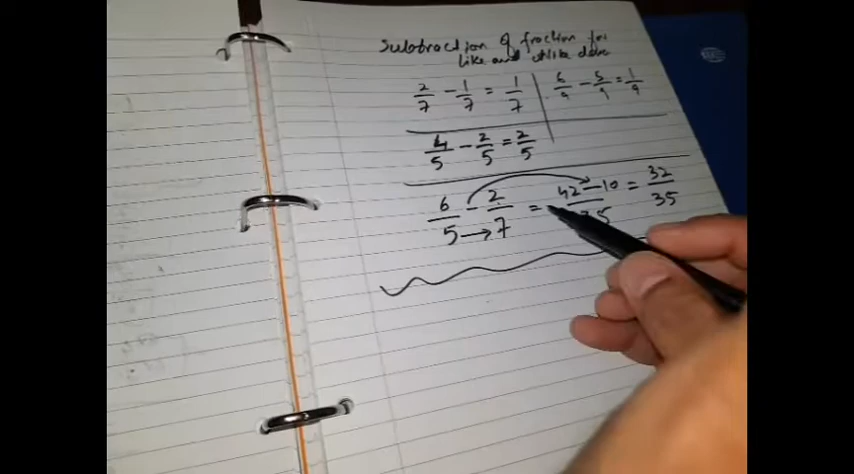 Subtraction of fraction for
like and unlike
2/7 - 1/7 = 1/7
6/9 - 5/9 = 1/9
4/5 - 2/5 = 2/5
6/5 - 2/7 = 42-10/35 = 32/35